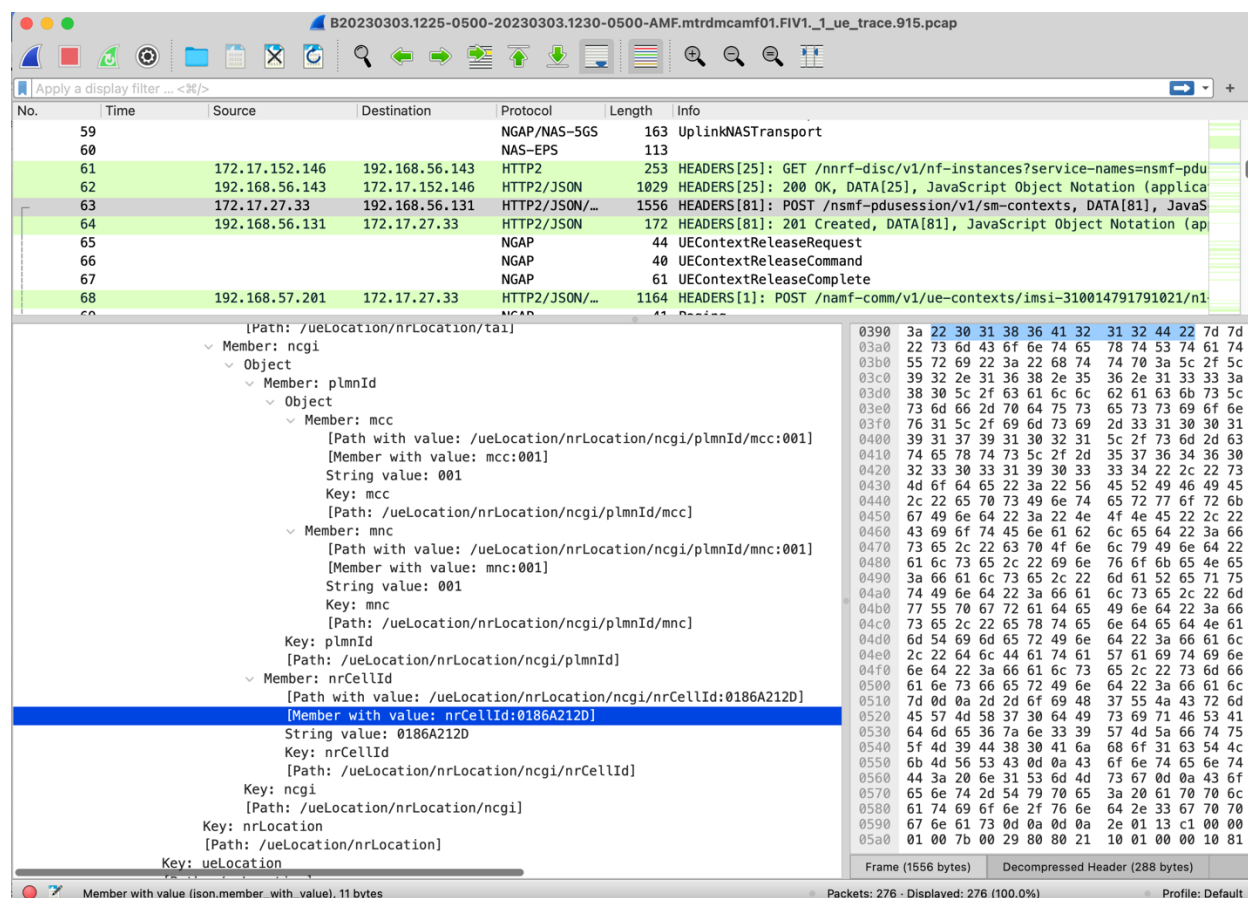 B20230303.1225-0500-20230303.1230-0500-AMF.mtrdmcamf01.FIV1._1_ue_trace.915.pcap
Apply a display filter ... <⌘/>
No. Time Source Destination Protocol Length Info
59 NGAP/NAS-5GS 163 UplinkNASTransport
60 NAS-EPS 113
61 172.17.152.146 192.168.56.143 HTTP2 253 HEADERS[25]: GET /nnrf-disc/v1/nf-instances?service-names=nsmf-pdu
62 192.168.56.143 172.17.152.146 HTTP2/JSON 1029 HEADERS[25]: 200 OK, DATA[25], JavaScript Object Notation (applica
63 172.17.27.33 192.168.56.131 HTTP2/JSON/… 1556 HEADERS[81]: POST /nsmf-pdusession/v1/sm-contexts, DATA[81], JavaS
64 192.168.56.131 172.17.27.33 HTTP2/JSON 172 HEADERS[81]: 201 Created, DATA[81], JavaScript Object Notation (ap
65 NGAP 44 UEContextReleaseRequest
66 NGAP 40 UEContextReleaseCommand
67 NGAP 61 UEContextReleaseComplete
68 192.168.57.201 172.17.27.33 HTTP2/JSON/… 1164 HEADERS[1]: POST /namf-comm/v1/ue-contexts/imsi-310014791791021/n1-
[Path: /ueLocation/nrLocation/tai]
Member: ncgi
Object
Member: plmnId
Object
Member: mcc
[Path with value: /ueLocation/nrLocation/ncgi/plmnId/mcc:001]
[Member with value: mcc:001]
String value: 001
Key: mcc
[Path: /ueLocation/nrLocation/ncgi/plmnId/mcc]
Member: mnc
[Path with value: /ueLocation/nrLocation/ncgi/plmnId/mnc:001]
[Member with value: mnc:001]
String value: 001
Key: mnc
[Path: /ueLocation/nrLocation/ncgi/plmnId/mnc]
Key: plmnId
[Path: /ueLocation/nrLocation/ncgi/plmnId]
Member: nrCellId
[Path with value: /ueLocation/nrLocation/ncgi/nrCellId:0186A212D]
[Member with value: nrCellId:0186A212D]
String value: 0186A212D
Key: nrCellId
[Path: /ueLocation/nrLocation/ncgi/nrCellId]
Key: ncgi
[Path: /ueLocation/nrLocation/ncgi]
Key: nrLocation
[Path: /ueLocation/nrLocation]
Key: ueLocation
0390 3a 22 30 31 38 36 41 32 31 32 44 22 7d 7d
03a0 22 73 6d 43 6f 6e 74 65 78 74 53 74 61 74
03b0 55 72 69 22 3a 22 68 74 74 70 3a 5c 2f 5c
03c0 39 32 2e 31 36 38 2e 35 36 2e 31 33 33 3a
03d0 38 30 5c 2f 63 61 6c 6c 62 61 63 6b 73 5c
03e0 73 6d 66 2d 70 64 75 73 65 73 73 69 6f 6e
03f0 76 31 5c 2f 69 6d 73 69 2d 33 31 30 30 31
0400 39 31 37 39 31 30 32 31 5c 2f 73 6d 2d 63
0410 74 65 78 74 73 5c 2f 2d 35 37 36 34 36 30
0420 32 33 30 33 31 39 30 33 33 34 22 2c 22 73
0430 4d 6f 64 65 22 3a 22 56 45 52 49 46 49 45
0440 2c 22 65 70 73 49 6e 74 65 72 77 6f 72 6b
0450 67 49 6e 64 22 3a 22 4e 4f 4e 45 22 2c 22
0460 43 69 6f 74 45 6e 61 62 6c 65 64 22 3a 66
0470 73 65 2c 22 63 70 4f 6e 6c 79 49 6e 64 22
0480 61 6c 73 65 2c 22 69 6e 76 6f 6b 65 4e 65
0490 3a 66 61 6c 73 65 2c 22 6d 61 52 65 71 75
04a0 74 49 6e 64 22 3a 66 61 6c 73 65 2c 22 6d
04b0 77 55 70 67 72 61 64 65 49 6e 64 22 3a 66
04c0 73 65 2c 22 65 78 74 65 6e 64 65 64 4e 61
04d0 6d 54 69 6d 65 72 49 6e 64 22 3a 66 61 6c
04e0 2c 22 64 6c 44 61 74 61 57 61 69 74 69 6e
04f0 6e 64 22 3a 66 61 6c 73 65 2c 22 73 6d 66
0500 61 6e 73 66 65 72 49 6e 64 22 3a 66 61 6c
0510 7d 0d 0a 2d 2d 6f 69 48 37 55 4a 43 72 6d
0520 45 57 4d 58 37 30 64 49 73 69 71 46 53 41
0530 64 6d 65 36 7a 6e 33 39 57 4d 5a 66 74 75
0540 5f 4d 39 44 38 30 41 6a 68 6f 31 63 54 4c
0550 6b 4d 56 53 43 0d 0a 43 6f 6e 74 65 6e 74
0560 44 3a 20 6e 31 53 6d 4d 73 67 0d 0a 43 6f
0570 65 6e 74 2d 54 79 70 65 3a 20 61 70 70 6c
0580 61 74 69 6f 6e 2f 76 6e 64 2e 33 67 70 70
0590 67 6e 61 73 0d 0a 0d 0a 2e 01 13 c1 00 00
05a0 01 00 7b 00 29 80 80 21 10 01 00 00 10 81
Frame (1556 bytes) Decompressed Header (288 bytes)
Member with value (json.member_with_value), 11 bytes Packets: 276 · Displayed: 276 (100.0%) Profile: Default